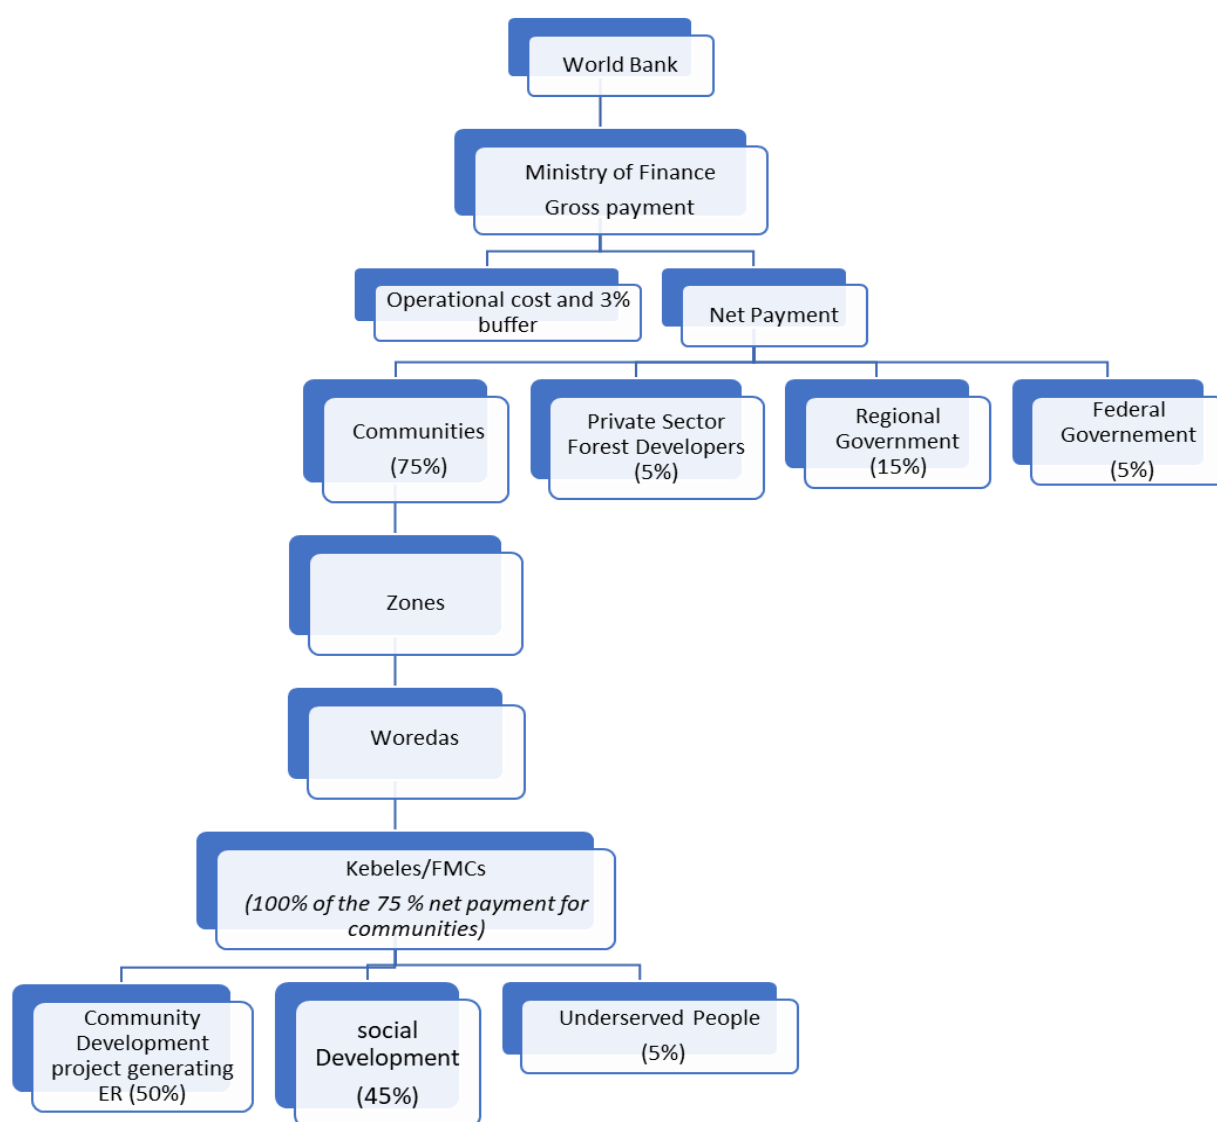 World Bank
Ministry of Finance
Gross payment
Operational cost and 3%
buffer
Net Payment
Communities
(75%)
Private Sector
Forest Developers
(5%)
Regional
Government
(15%)
Federal
Governement
(5%)
Zones
Woredas
Kebeles/FMCs
(100% of the 75 % net payment for
communities)
Community
Development
project generating
ER (50%)
social
Development
(45%)
Underserved People
(5%)